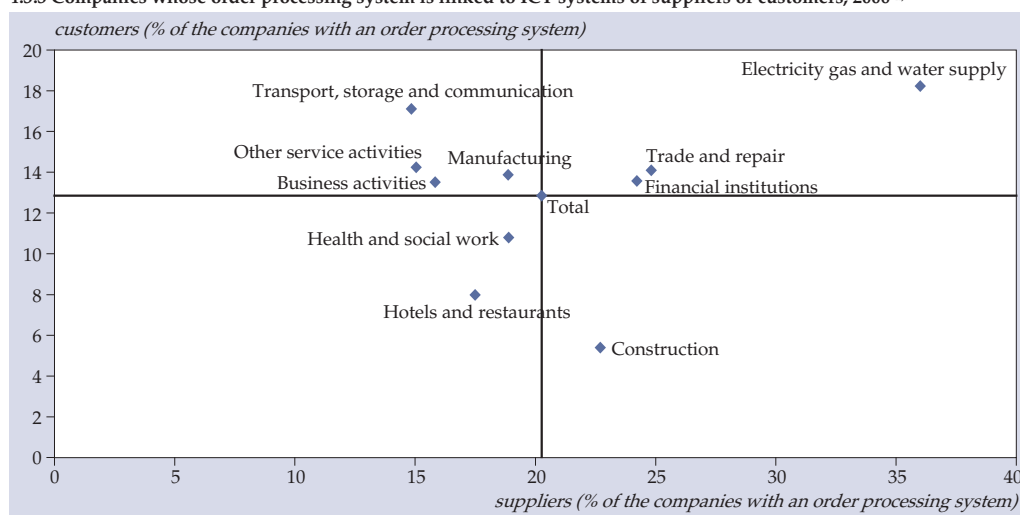 customers (% of the companies with an order processing system)
20
18
16
14
12
10
8
6
4
2
0
Electricity gas and water supply
Transport, storage and communication
Other service activities
Manufacturing
Trade and repair
Business activities
Financial institutions
Total
Health and social work
Hotels and restaurants
Construction
0 5 10 15 20 25 30 35 40
suppliers (% of the companies with an order processing system)